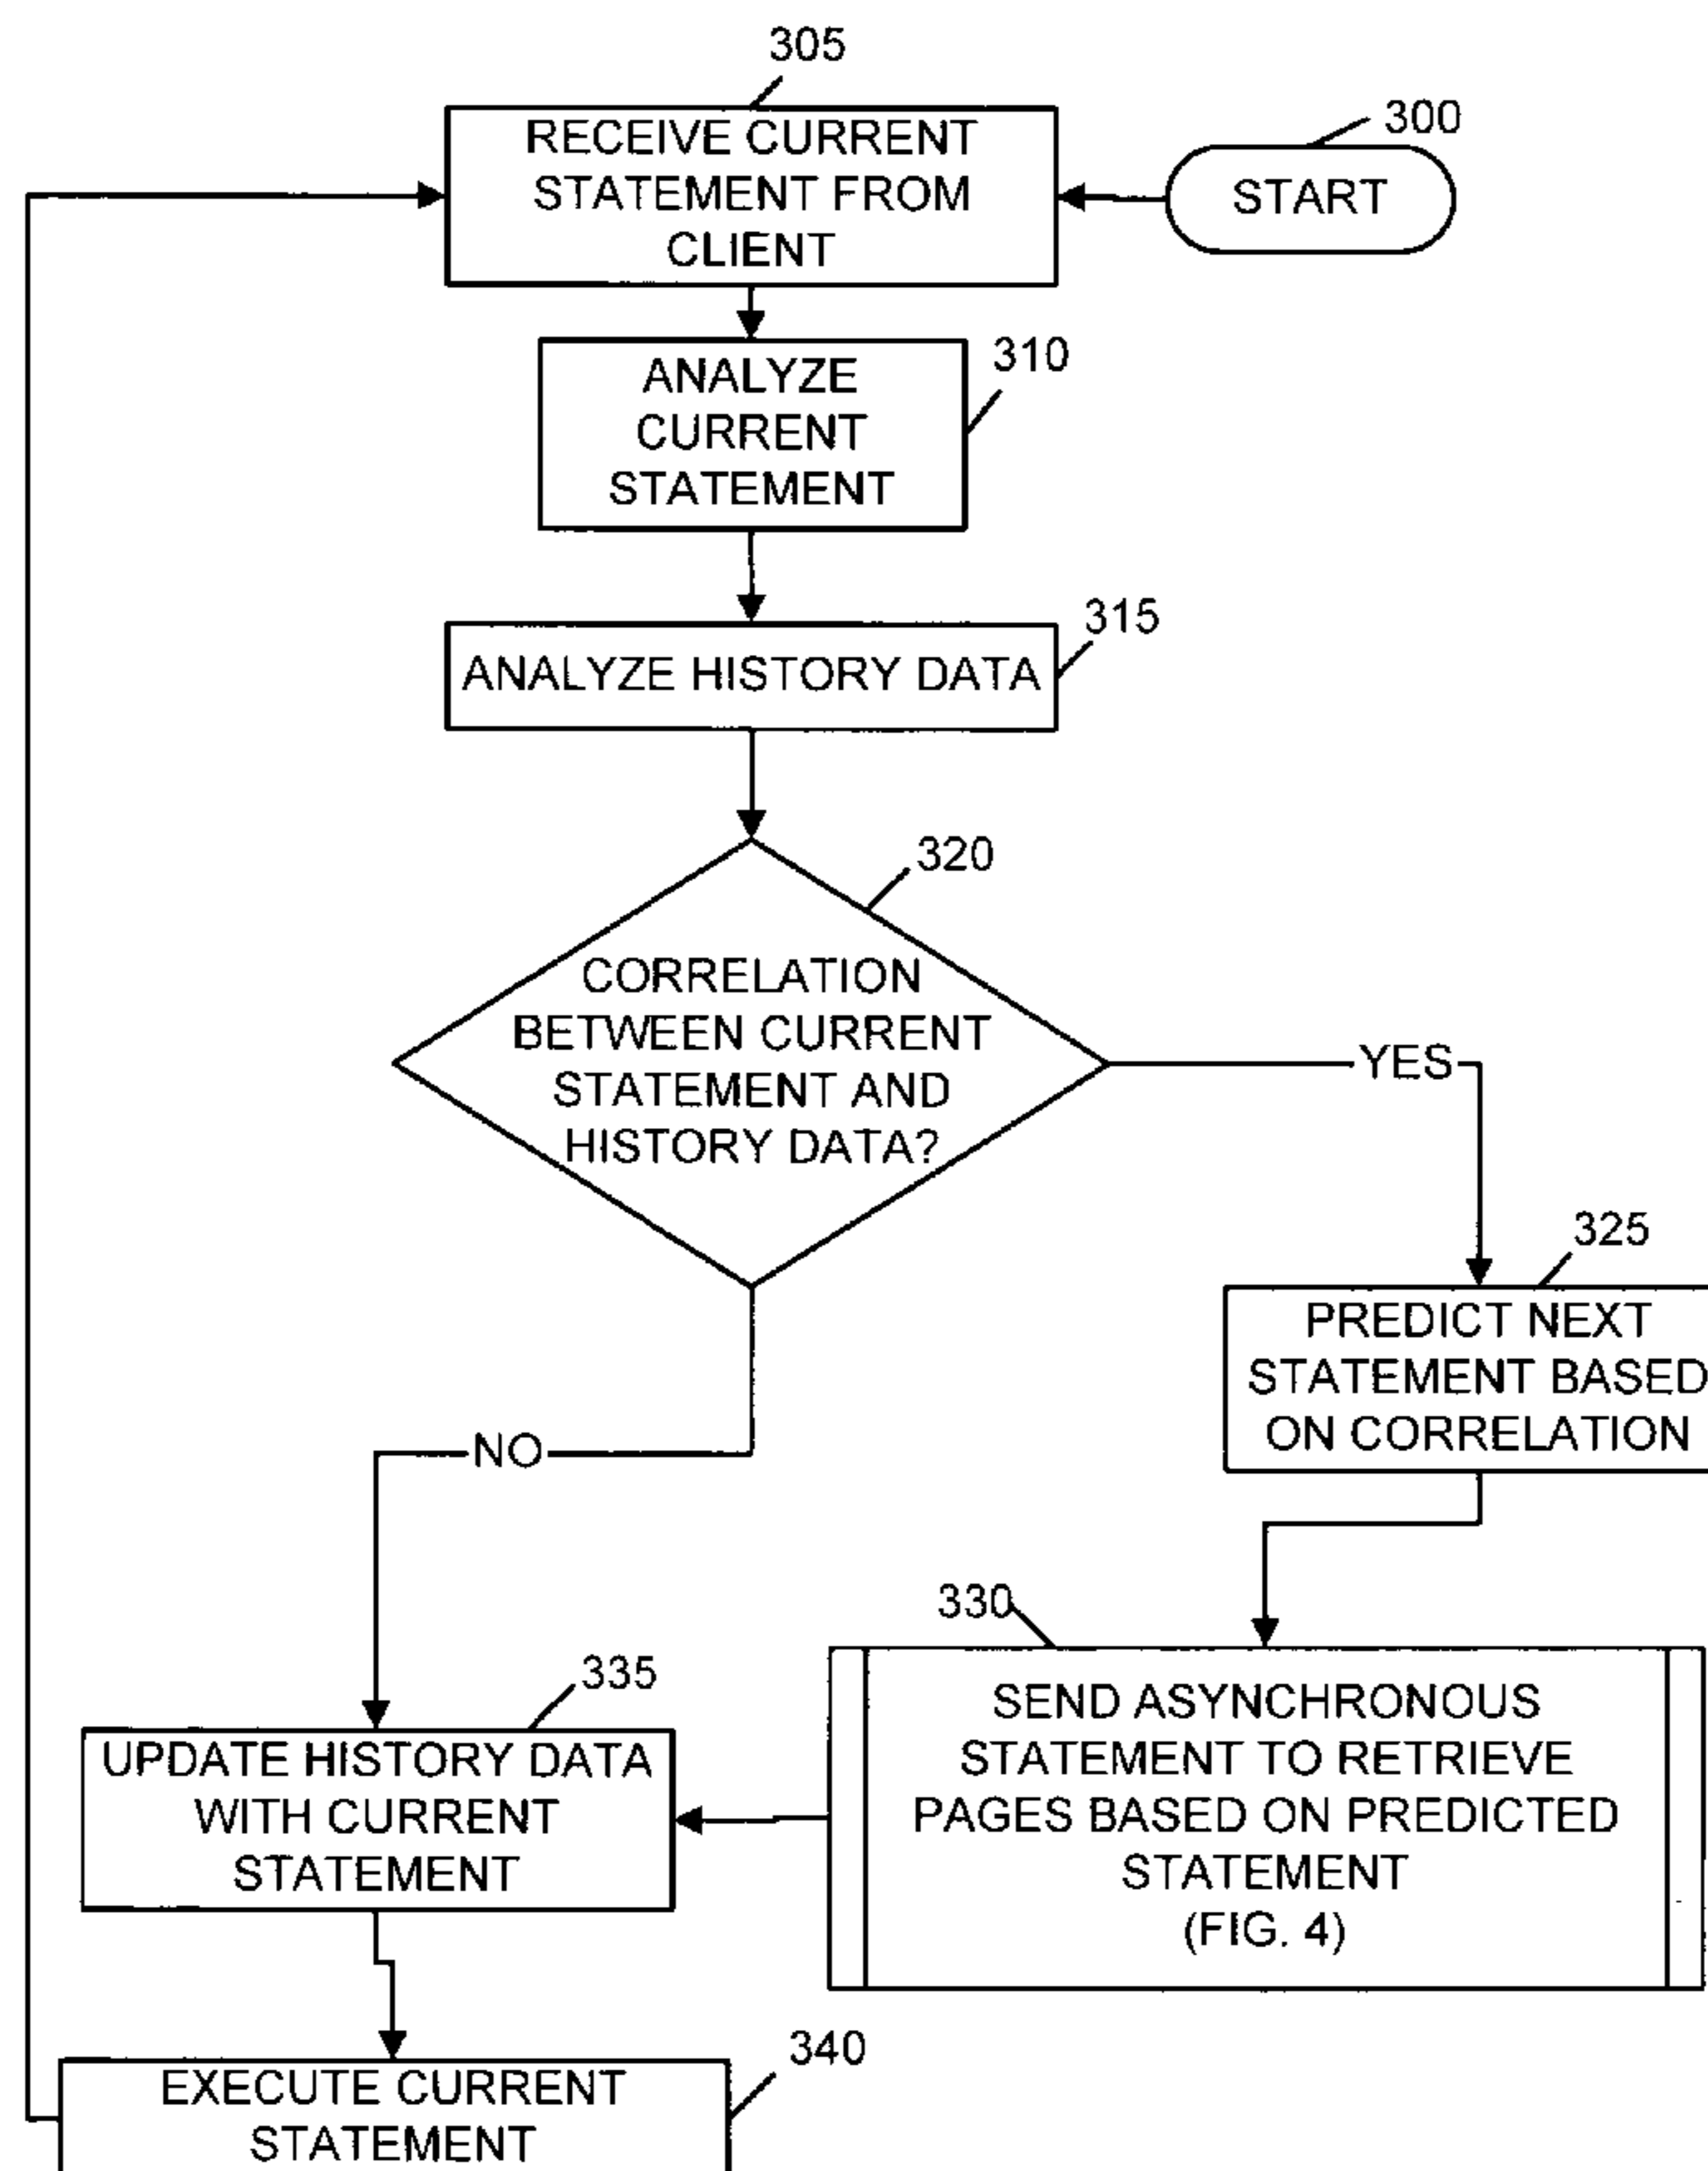 305
RECEIVE CURRENT
STATEMENT FROM
CLIENT
300
START
310
ANALYZE
CURRENT
STATEMENT
315
ANALYZE HISTORY DATA
320
CORRELATION
BETWEEN CURRENT
STATEMENT AND
HISTORY DATA?
YES
325
PREDICT NEXT
STATEMENT BASED
ON CORRELATION
NO
330
SEND ASYNCHRONOUS
STATEMENT TO RETRIEVE
PAGES BASED ON PREDICTED
STATEMENT
(FIG. 4)
335
UPDATE HISTORY DATA
WITH CURRENT
STATEMENT
340
EXECUTE CURRENT
STATEMENT